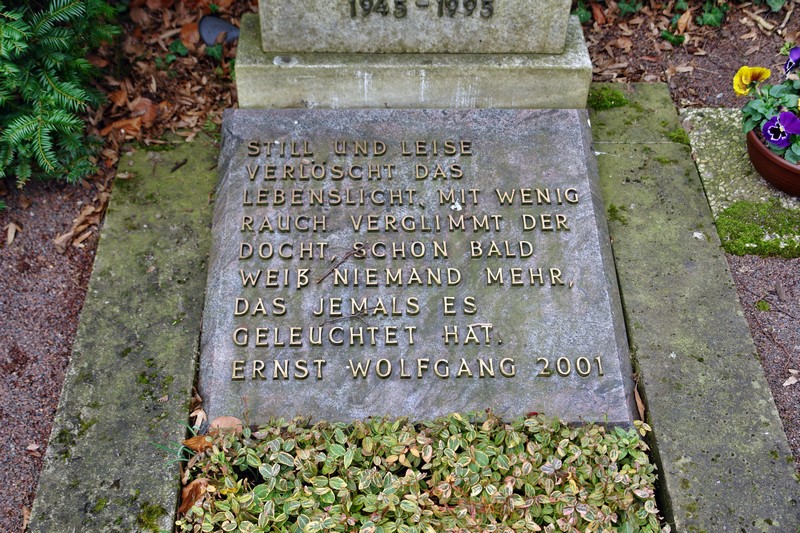 1945 - 1995
STILL UND LEISE
VERLÖSCHT DAS
LEBENSLICHT, MIT WENIG
RAUCH VERGLIMMT DER
DOCHT, SCHON BALD
WEIß NIEMAND MEHR,
DAS JEMALS ES
GELEUCHTET HAT.
ERNST WOLFGANG 2001